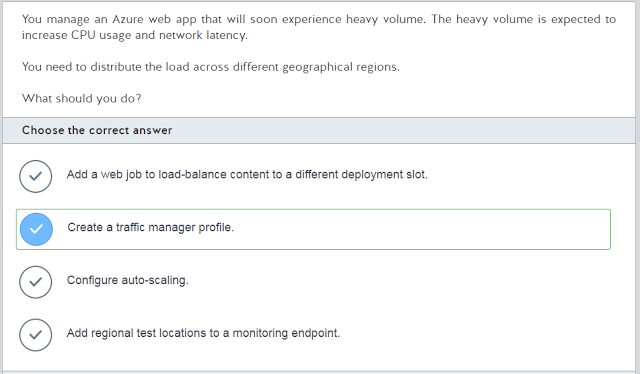 You manage an Azure web app that will soon experience heavy volume. The heavy volume is expected to
increase CPU usage and network latency.
You need to distribute the load across different geographical regions.
What should you do?
Choose the correct answer
Add a web job to load-balance content to a different deployment slot.
Create a traffic manager profile.
Configure auto-scaling.
Add regional test locations to a monitoring endpoint.